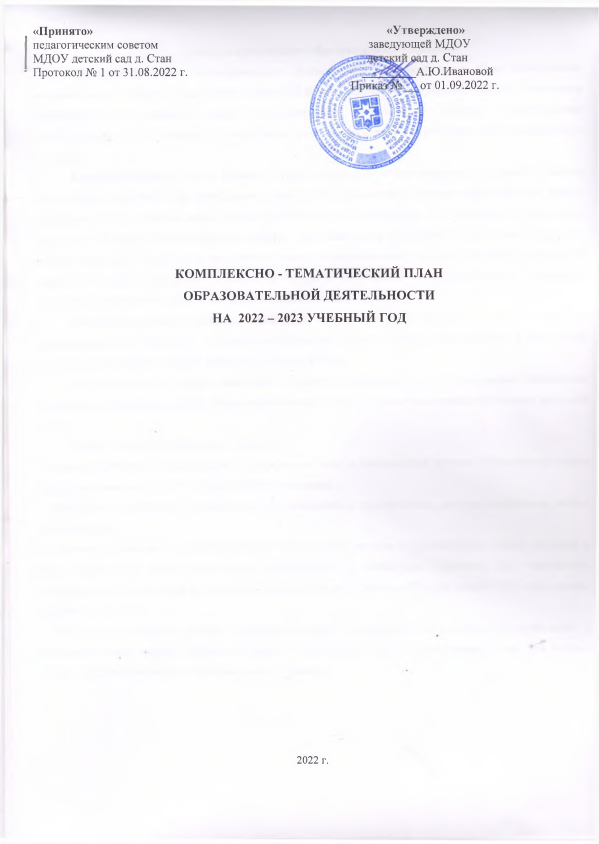 «Принято»
педагогическим советом
МДОУ детский сад д. Стан
Протокол № 1 от 31.08.2022 г.
«Утверждено»
заведующей МДОУ
детский сад д. Стан
А.Ю.Ивановой
Приказ № от 01.09.2022 г.
КОМПЛЕКСНО - ТЕМАТИЧЕСКИЙ ПЛАН
ОБРАЗОВАТЕЛЬНОЙ ДЕЯТЕЛЬНОСТИ
НА 2022 – 2023 УЧЕБНЫЙ ГОД
2022 г.